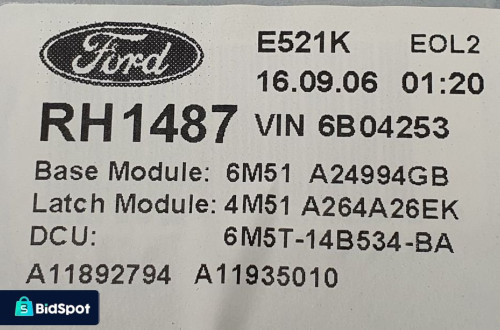 Ford E521K EOL2
16.09.06 01:20
RH1487 VIN 6B04253
Base Module: 6M51 A24994GB
Latch Module: 4M51 A264A26EK
DCU: 6M5T-14B534-BA
A11892794 A11935010
S BidSpot